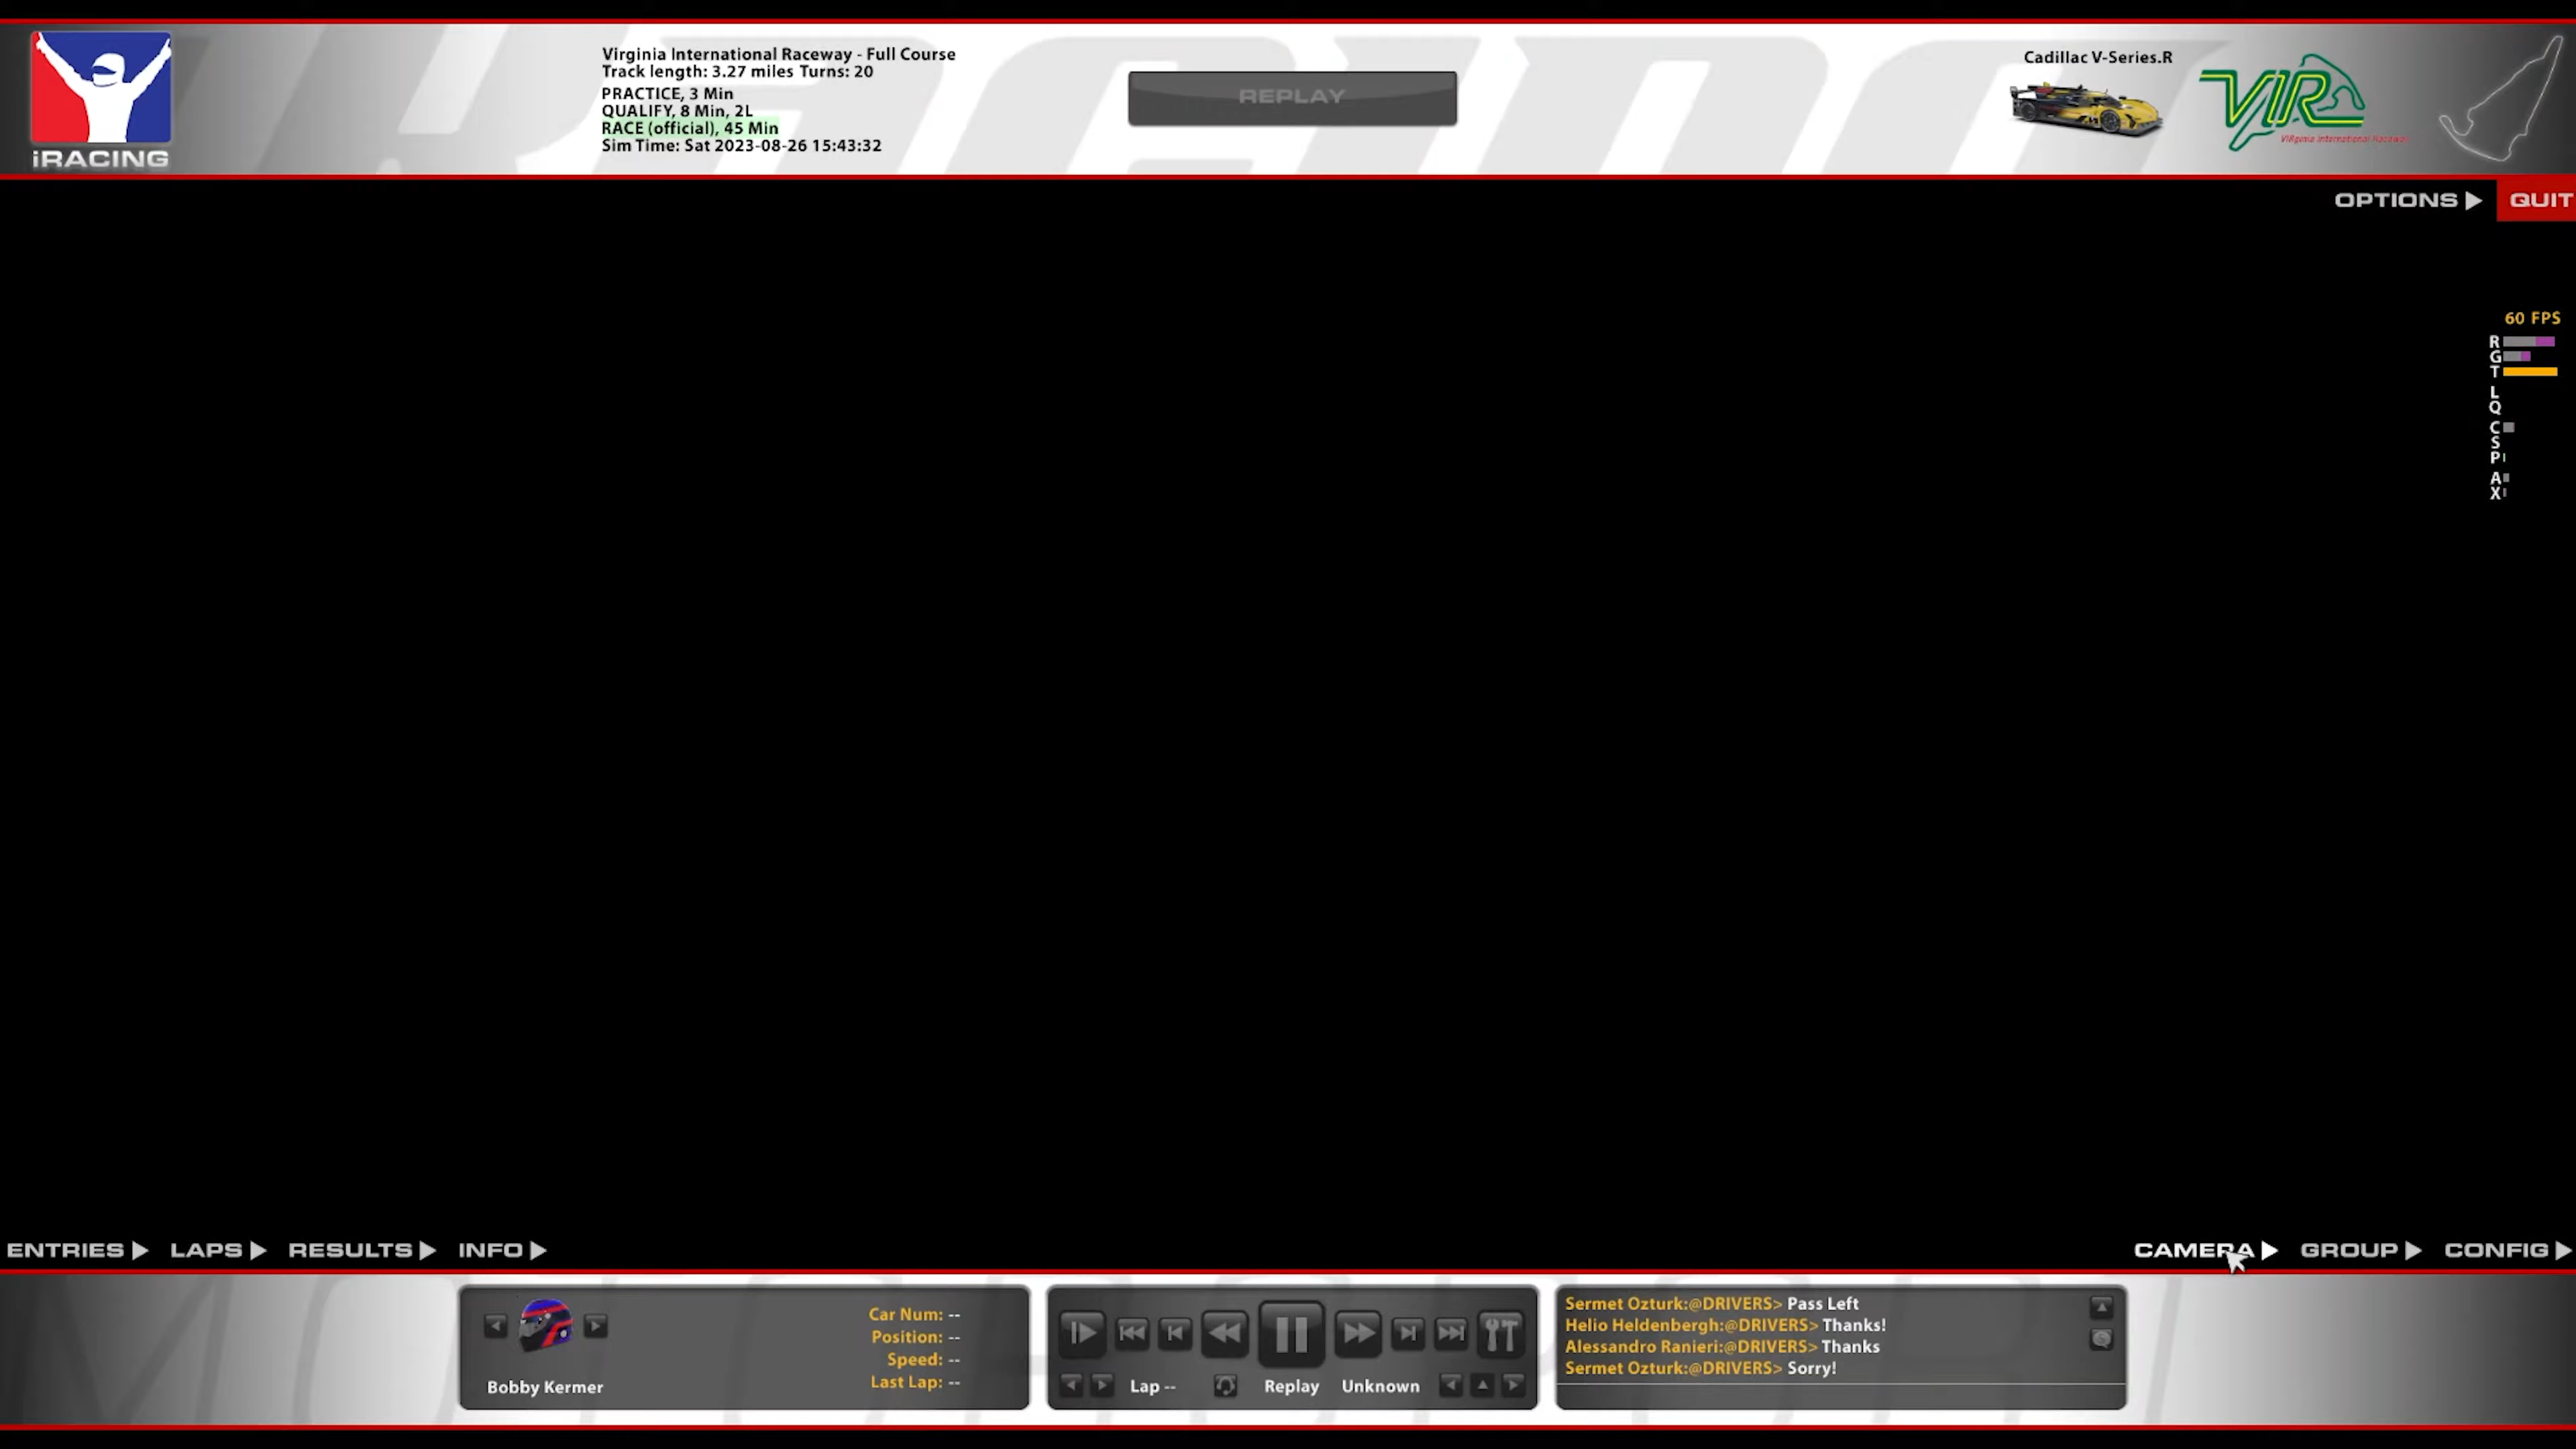 iRACING
Virginia International Raceway - Full Course
Track length: 3.27 miles Turns: 20
PRACTICE, 3 Min
QUALIFY, 8 Min, 2L
RACE (official), 45 Min
Sim Time: Sat 2023-08-26 15:43:32
REPLAY
Cadillac V-Series.R
VIR
VIRginia International Raceway
OPTIONS
QUIT
60 FPS
R
G
T
L
Q
C
S
P
A
X
ENTRIES
LAPS
RESULTS
INFO
CAMERA
GROUP
CONFIG
Bobby Kermer
Car Num: --
Position: --
Speed: --
Last Lap: --
Lap --
Replay
Unknown
Sermet Ozturk:@DRIVERS> Pass Left
Helio Heldenbergh:@DRIVERS> Thanks!
Alessandro Ranieri:@DRIVERS> Thanks
Sermet Ozturk:@DRIVERS> Sorry!